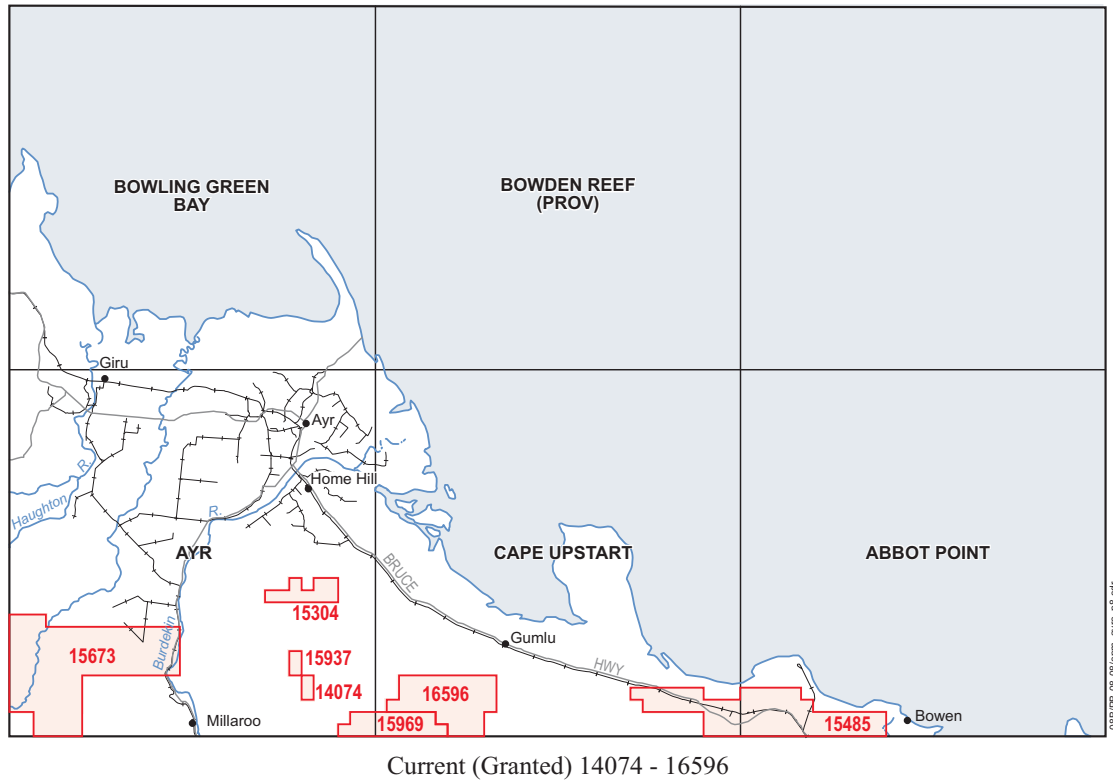 BOWLING GREEN
BAY
BOWDEN REEF
(PROV)
Giru
Ayr
Home Hill
Haughton R.
R.
AYR
BRUCE
CAPE UPSTART
ABBOT POINT
15304
Gumlu
HWY
15673
Burdekin
15937
14074
16596
15969
15485
Millaroo
Bowen
Current (Granted) 14074 - 16596